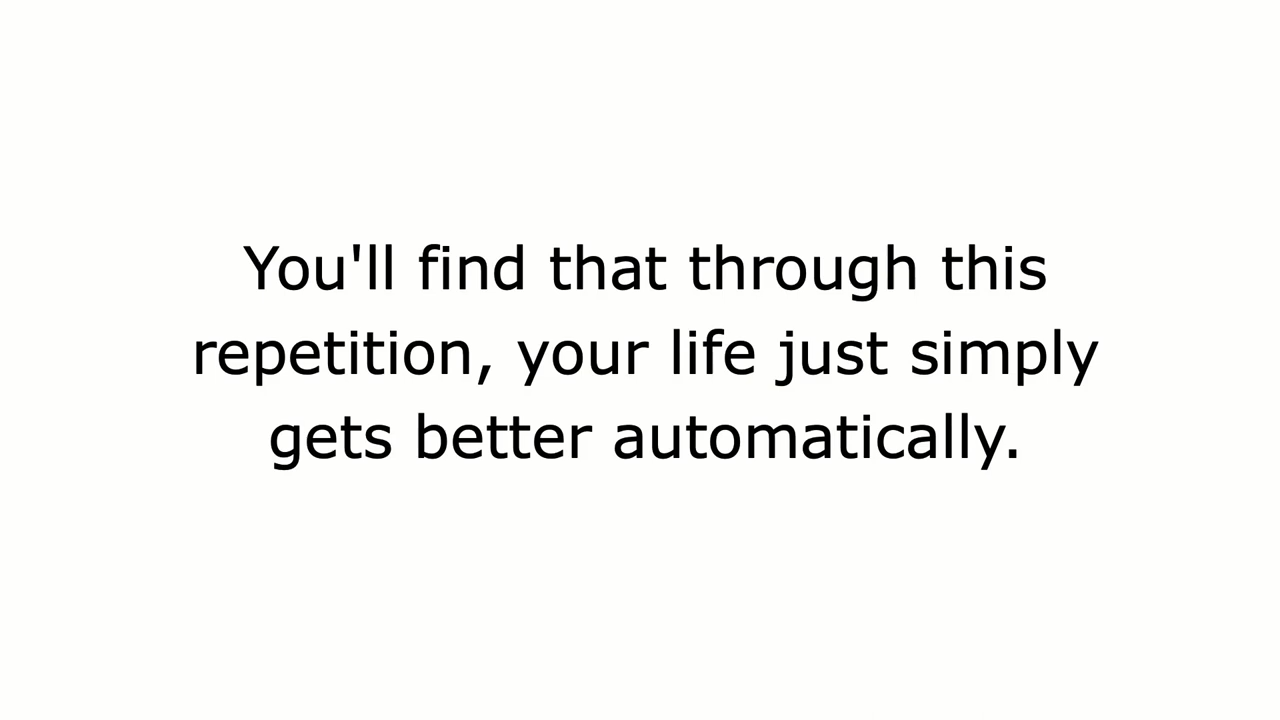 You'll find that through this
repetition, your life just simply
gets better automatically.